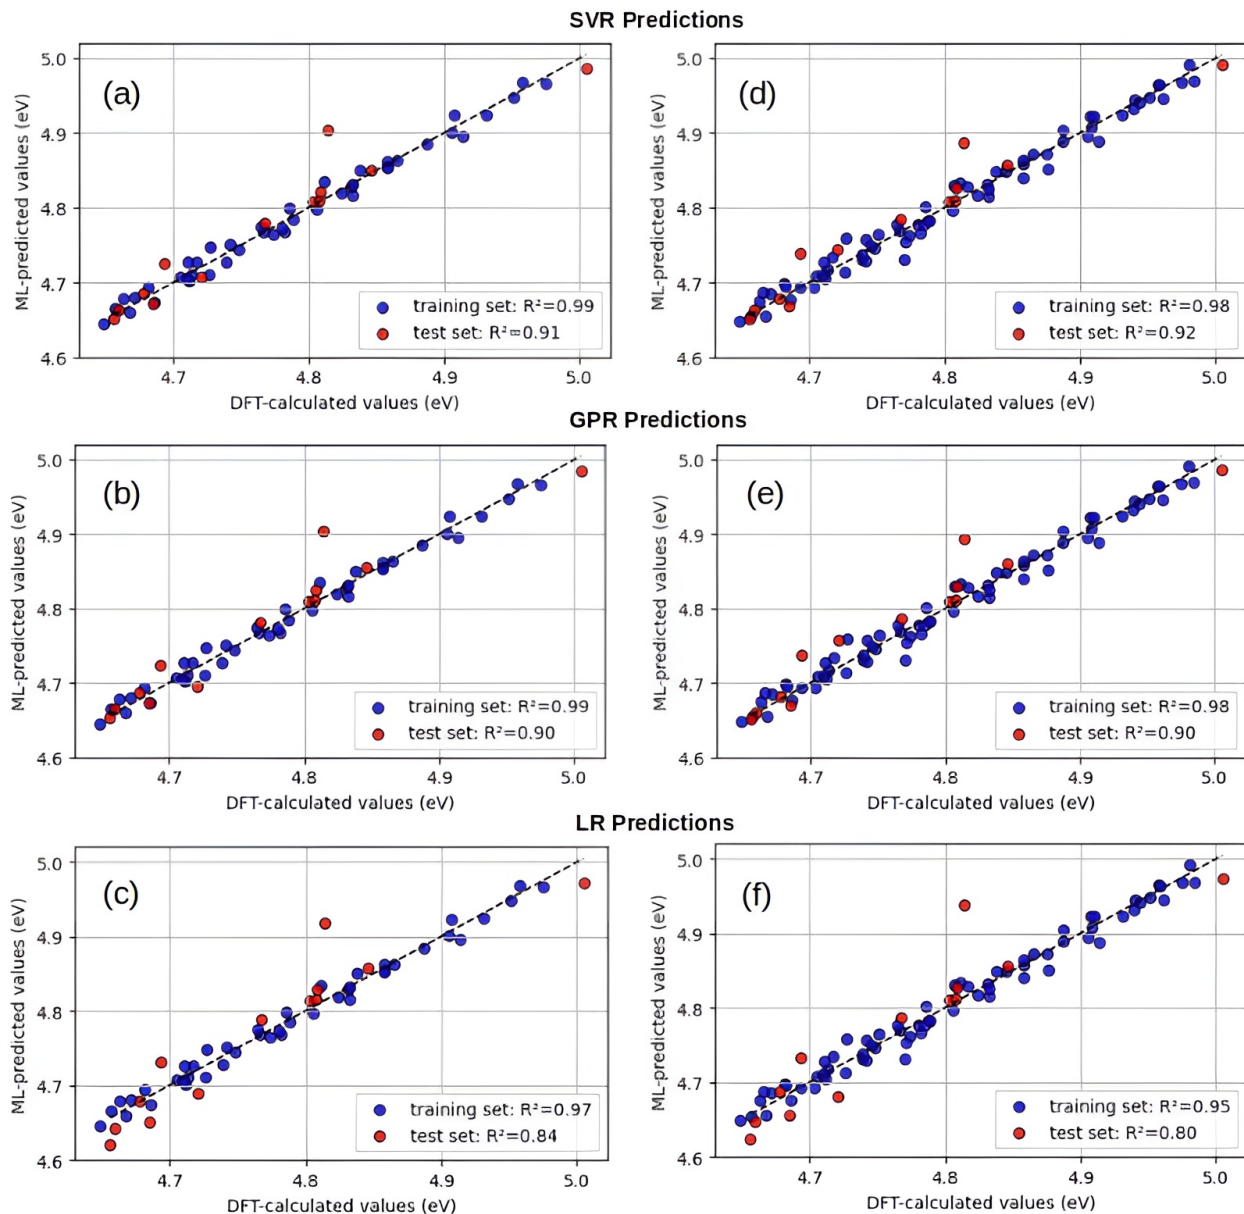 SVR Predictions
(a)
ML-predicted values (eV)
5.0
4.9
4.8
4.7
4.6
training set: R²=0.99
test set: R²=0.91
4.7 4.8 4.9 5.0
DFT-calculated values (eV)
(d)
ML-predicted values (eV)
5.0
4.9
4.8
4.7
4.6
training set: R²=0.98
test set: R²=0.92
4.7 4.8 4.9 5.0
DFT-calculated values (eV)
GPR Predictions
(b)
ML-predicted values (eV)
5.0
4.9
4.8
4.7
4.6
training set: R²=0.99
test set: R²=0.90
4.7 4.8 4.9 5.0
DFT-calculated values (eV)
(e)
ML-predicted values (eV)
5.0
4.9
4.8
4.7
4.6
training set: R²=0.98
test set: R²=0.90
4.7 4.8 4.9 5.0
DFT-calculated values (eV)
LR Predictions
(c)
ML-predicted values (eV)
5.0
4.9
4.8
4.7
4.6
training set: R²=0.97
test set: R²=0.84
4.7 4.8 4.9 5.0
DFT-calculated values (eV)
(f)
ML-predicted values (eV)
5.0
4.9
4.8
4.7
4.6
training set: R²=0.95
test set: R²=0.80
4.7 4.8 4.9 5.0
DFT-calculated values (eV)